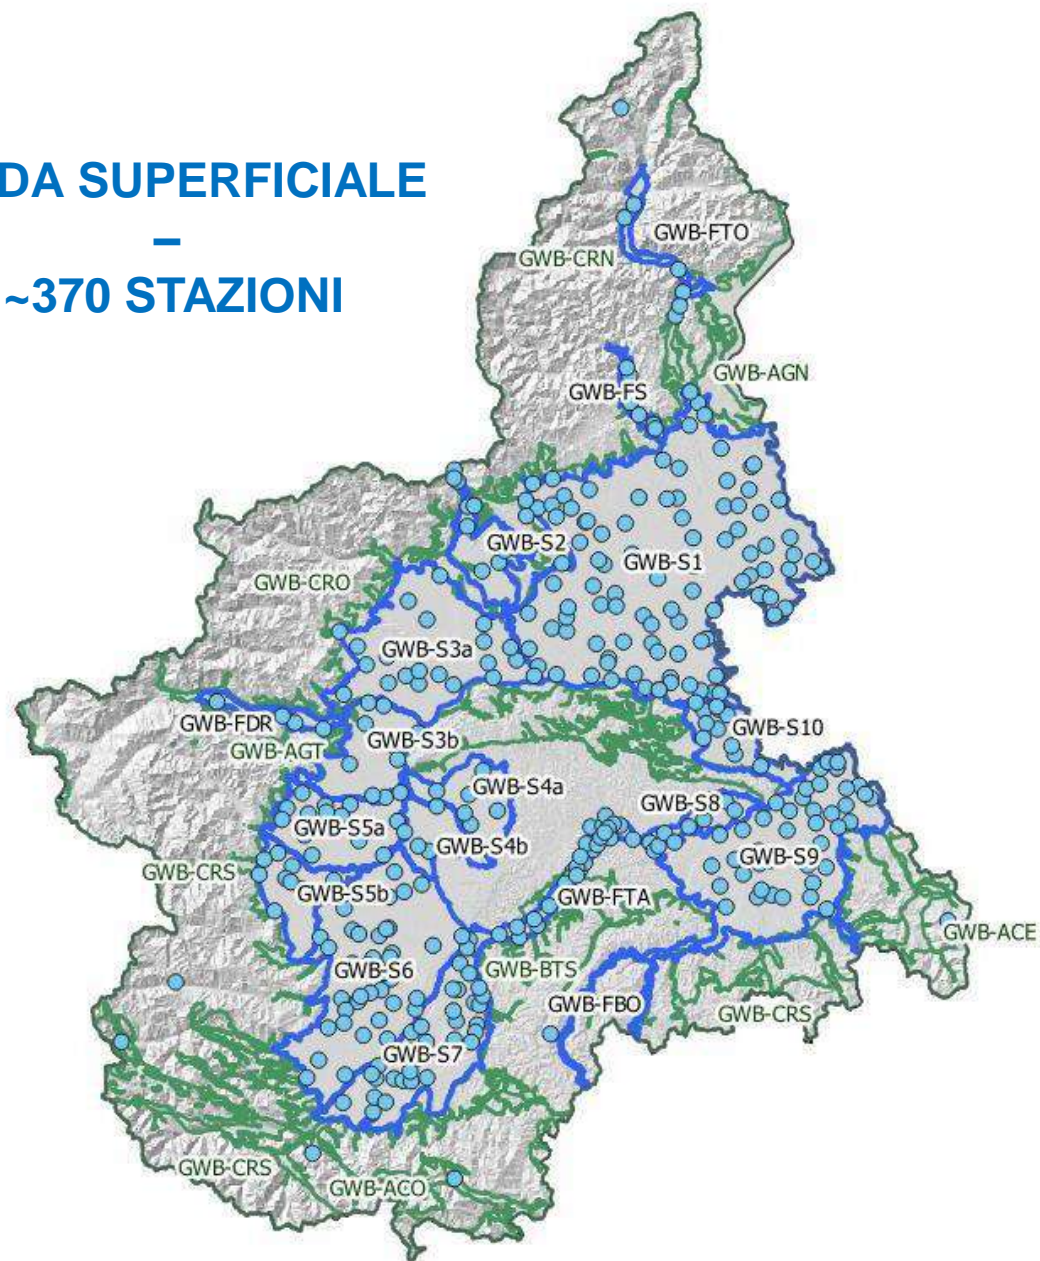 DA SUPERFICIALE
–
~370 STAZIONI
GWB-FTO
GWB-CRN
GWB-AGN
GWB-FS
GWB-S2
GWB-S1
GWB-CRO
GWB-S3a
GWB-FDR
GWB-S3b
GWB-S10
GWB-AGT
GWB-S4a
GWB-S8
GWB-S5a
GWB-S4b
GWB-S9
GWB-CRS
GWB-S5b
GWB-FTA
GWB-ACE
GWB-S6
GWB-BTS
GWB-FBO
GWB-CRS
GWB-S7
GWB-CRS
GWB-ACO